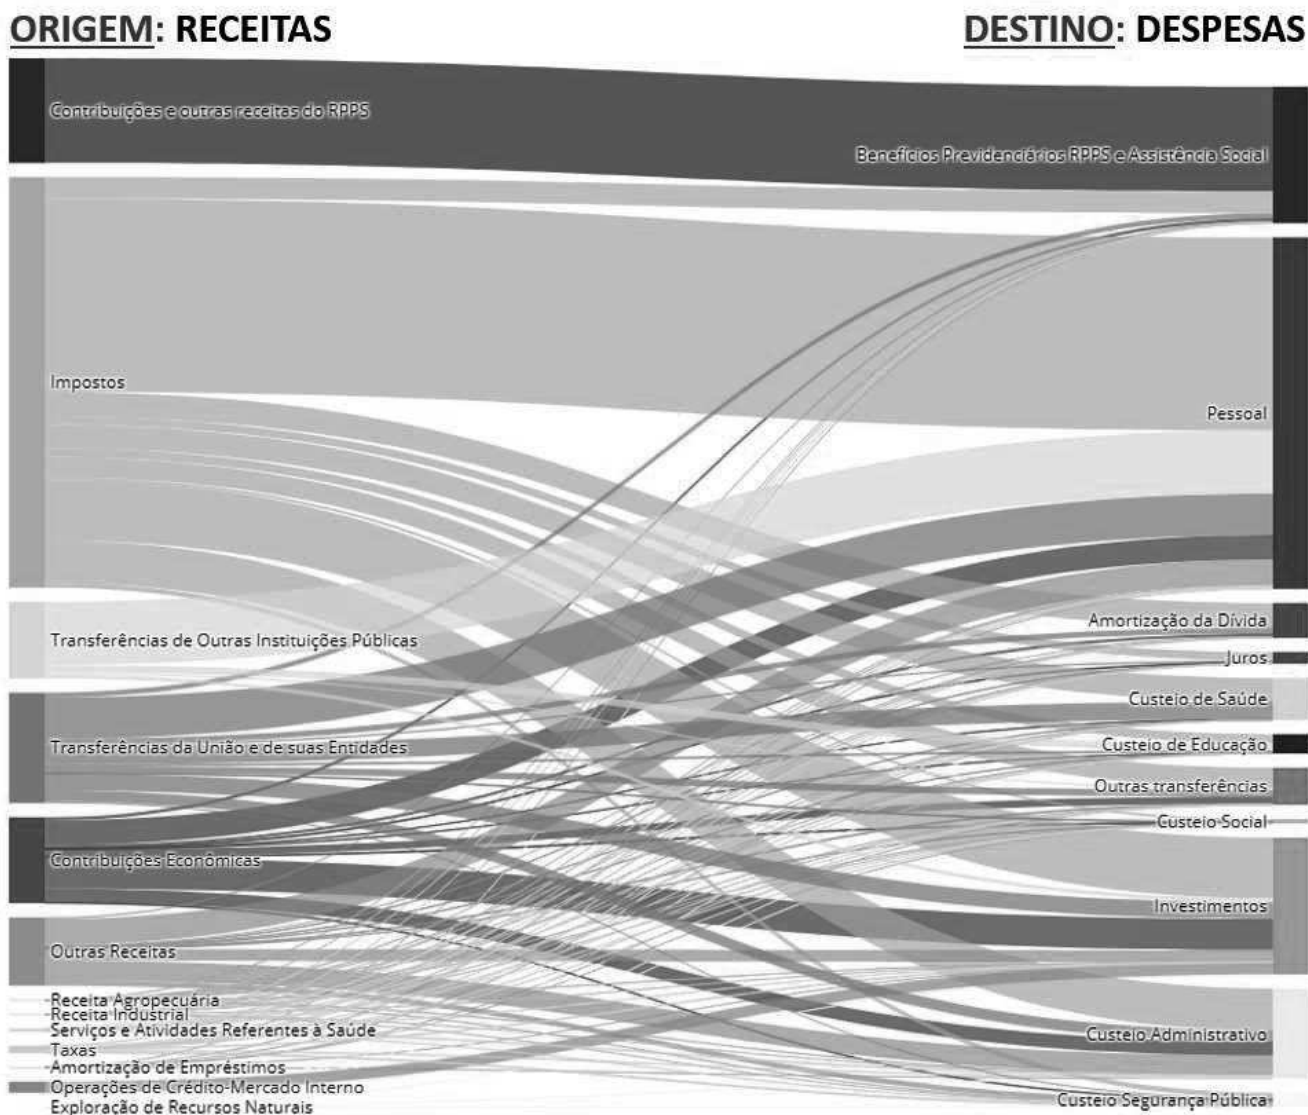 ORIGEM: RECEITAS
DESTINO: DESPESAS
Contribuições e outras receitas do RPPS
Benefícios Previdenciários RPPS e Assistência Social
Impostos
Pessoal
Transferências de Outras Instituições Públicas
Amortização da Dívida
Juros
Custeio de Saúde
Transferências da União e de suas Entidades
Custeio de Educação
Outras transferências
Custeio Social
Contribuições Econômicas
Investimentos
Outras Receitas
Receita Agropecuária
Receita Industrial
Serviços e Atividades Referentes à Saúde
Custeio Administrativo
Taxas
Amortização de Empréstimos
Operações de Crédito-Mercado Interno
Custeio Segurança Pública
Exploração de Recursos Naturais